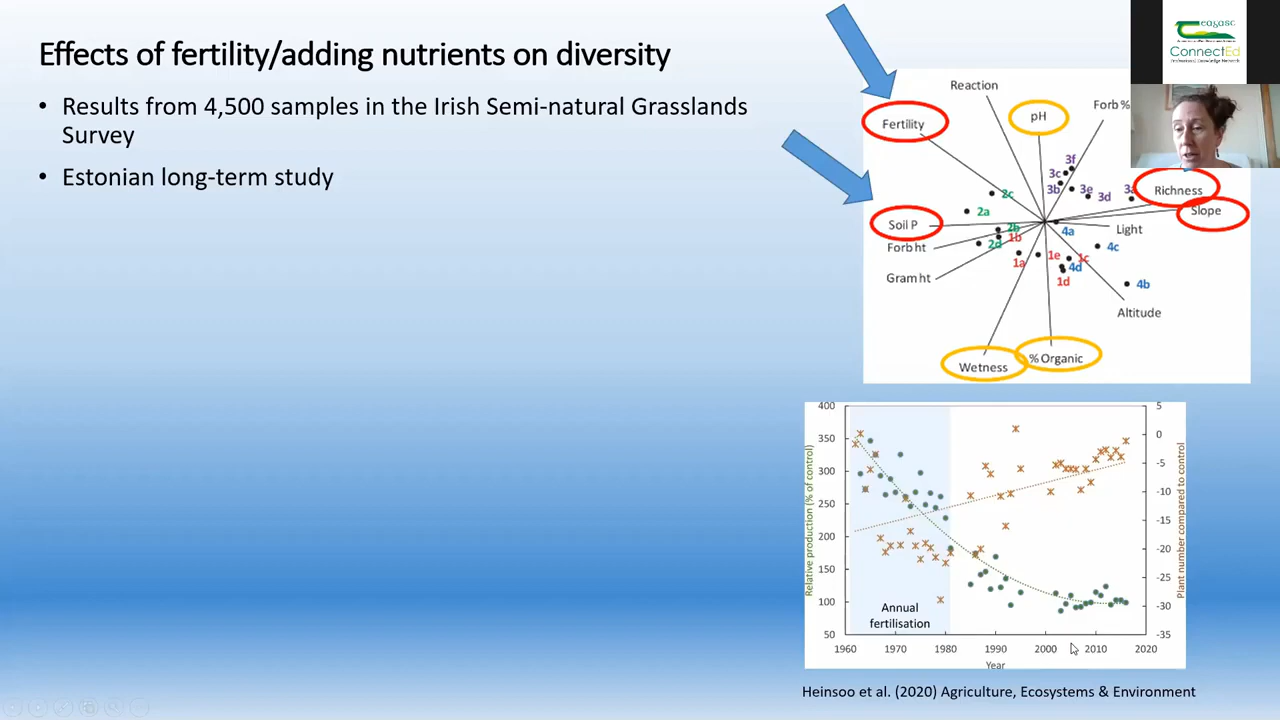 Effects of fertility/adding nutrients on diversity
• Results from 4,500 samples in the Irish Semi-natural Grasslands
Survey
• Estonian long-term study
Reaction
Fertility
pH
Forb %
3f
3c
3b
3e
3d
3a
Richness
Slope
2c
2a
2b
2d
1b
Soil P
Forb ht
Gram ht
4a
Light
4c
1a
1e
1c
4d
1d
4b
Altitude
Wetness
% Organic
teagasc
ConnectEd
400
350
300
250
200
150
100
50
Relative production (% of control)
5
0
-5
-10
-15
-20
-25
-30
-35
Plant number compared to control
Annual
fertilisation
1960 1970 1980 1990 2000 2010 2020
Year
Heinsoo et al. (2020) Agriculture, Ecosystems & Environment